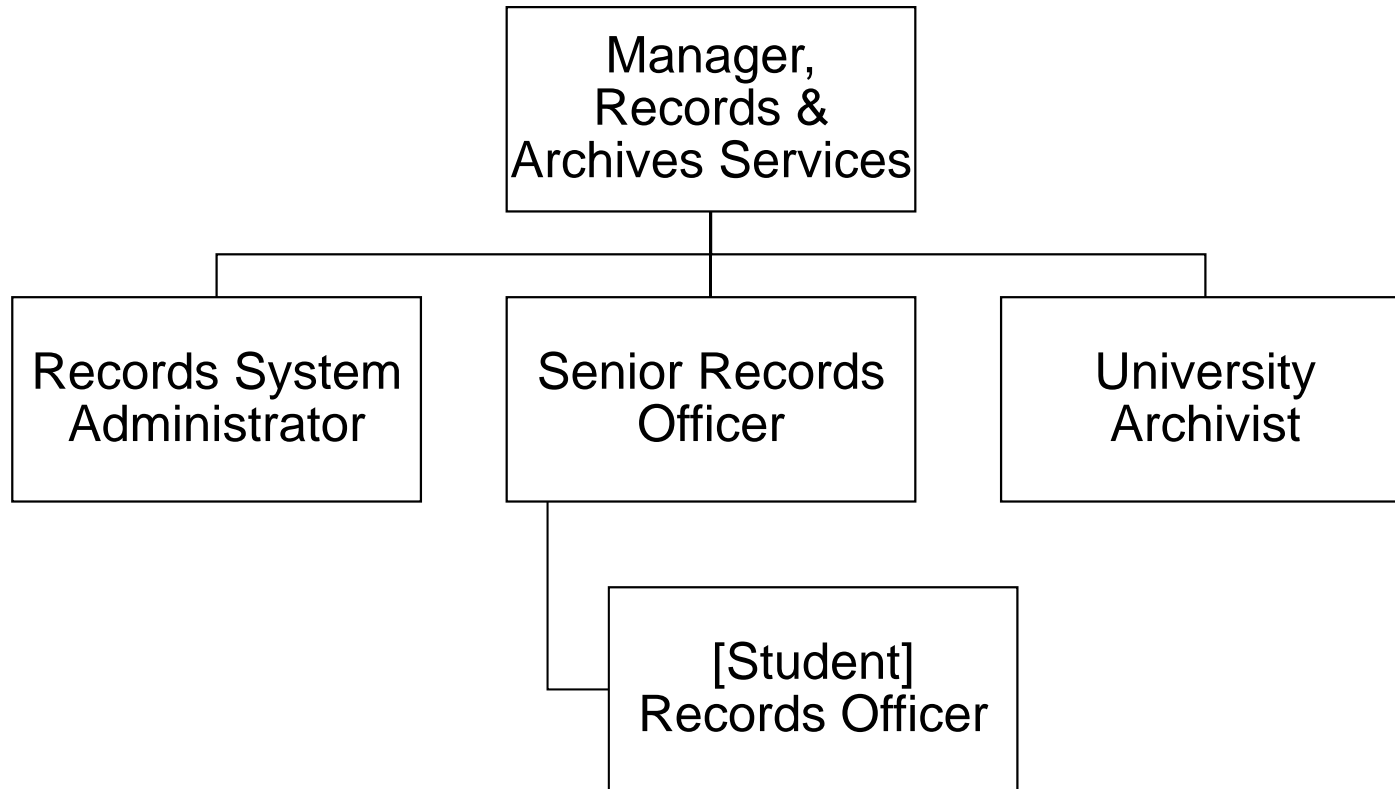 Manager,
Records &
Archives Services
Records System
Administrator
Senior Records
Officer
University
Archivist
[Student]
Records Officer